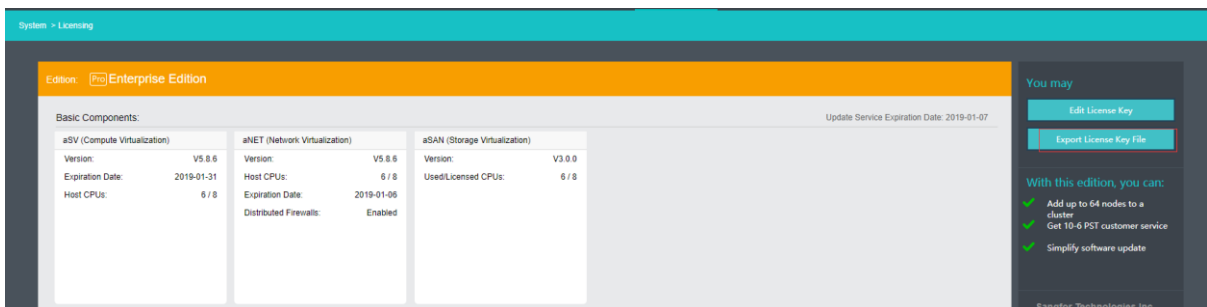 System > Licensing
Edition: Pro Enterprise Edition
Basic Components:
Update Service Expiration Date: 2019-01-07
aSV (Compute Virtualization)
Version: V5.8.6
Expiration Date: 2019-01-31
Host CPUs: 6 / 8
aNET (Network Virtualization)
Version: V5.8.6
Host CPUs: 6 / 8
Expiration Date: 2019-01-06
Distributed Firewalls: Enabled
aSAN (Storage Virtualization)
Version: V3.0.0
Used/Licensed CPUs: 6 / 8
You may
Edit License Key
Export License Key File
With this edition, you can:
Add up to 64 nodes to a
cluster
Get 10-6 PST customer service
Simplify software update
Sangfor Technologies Inc